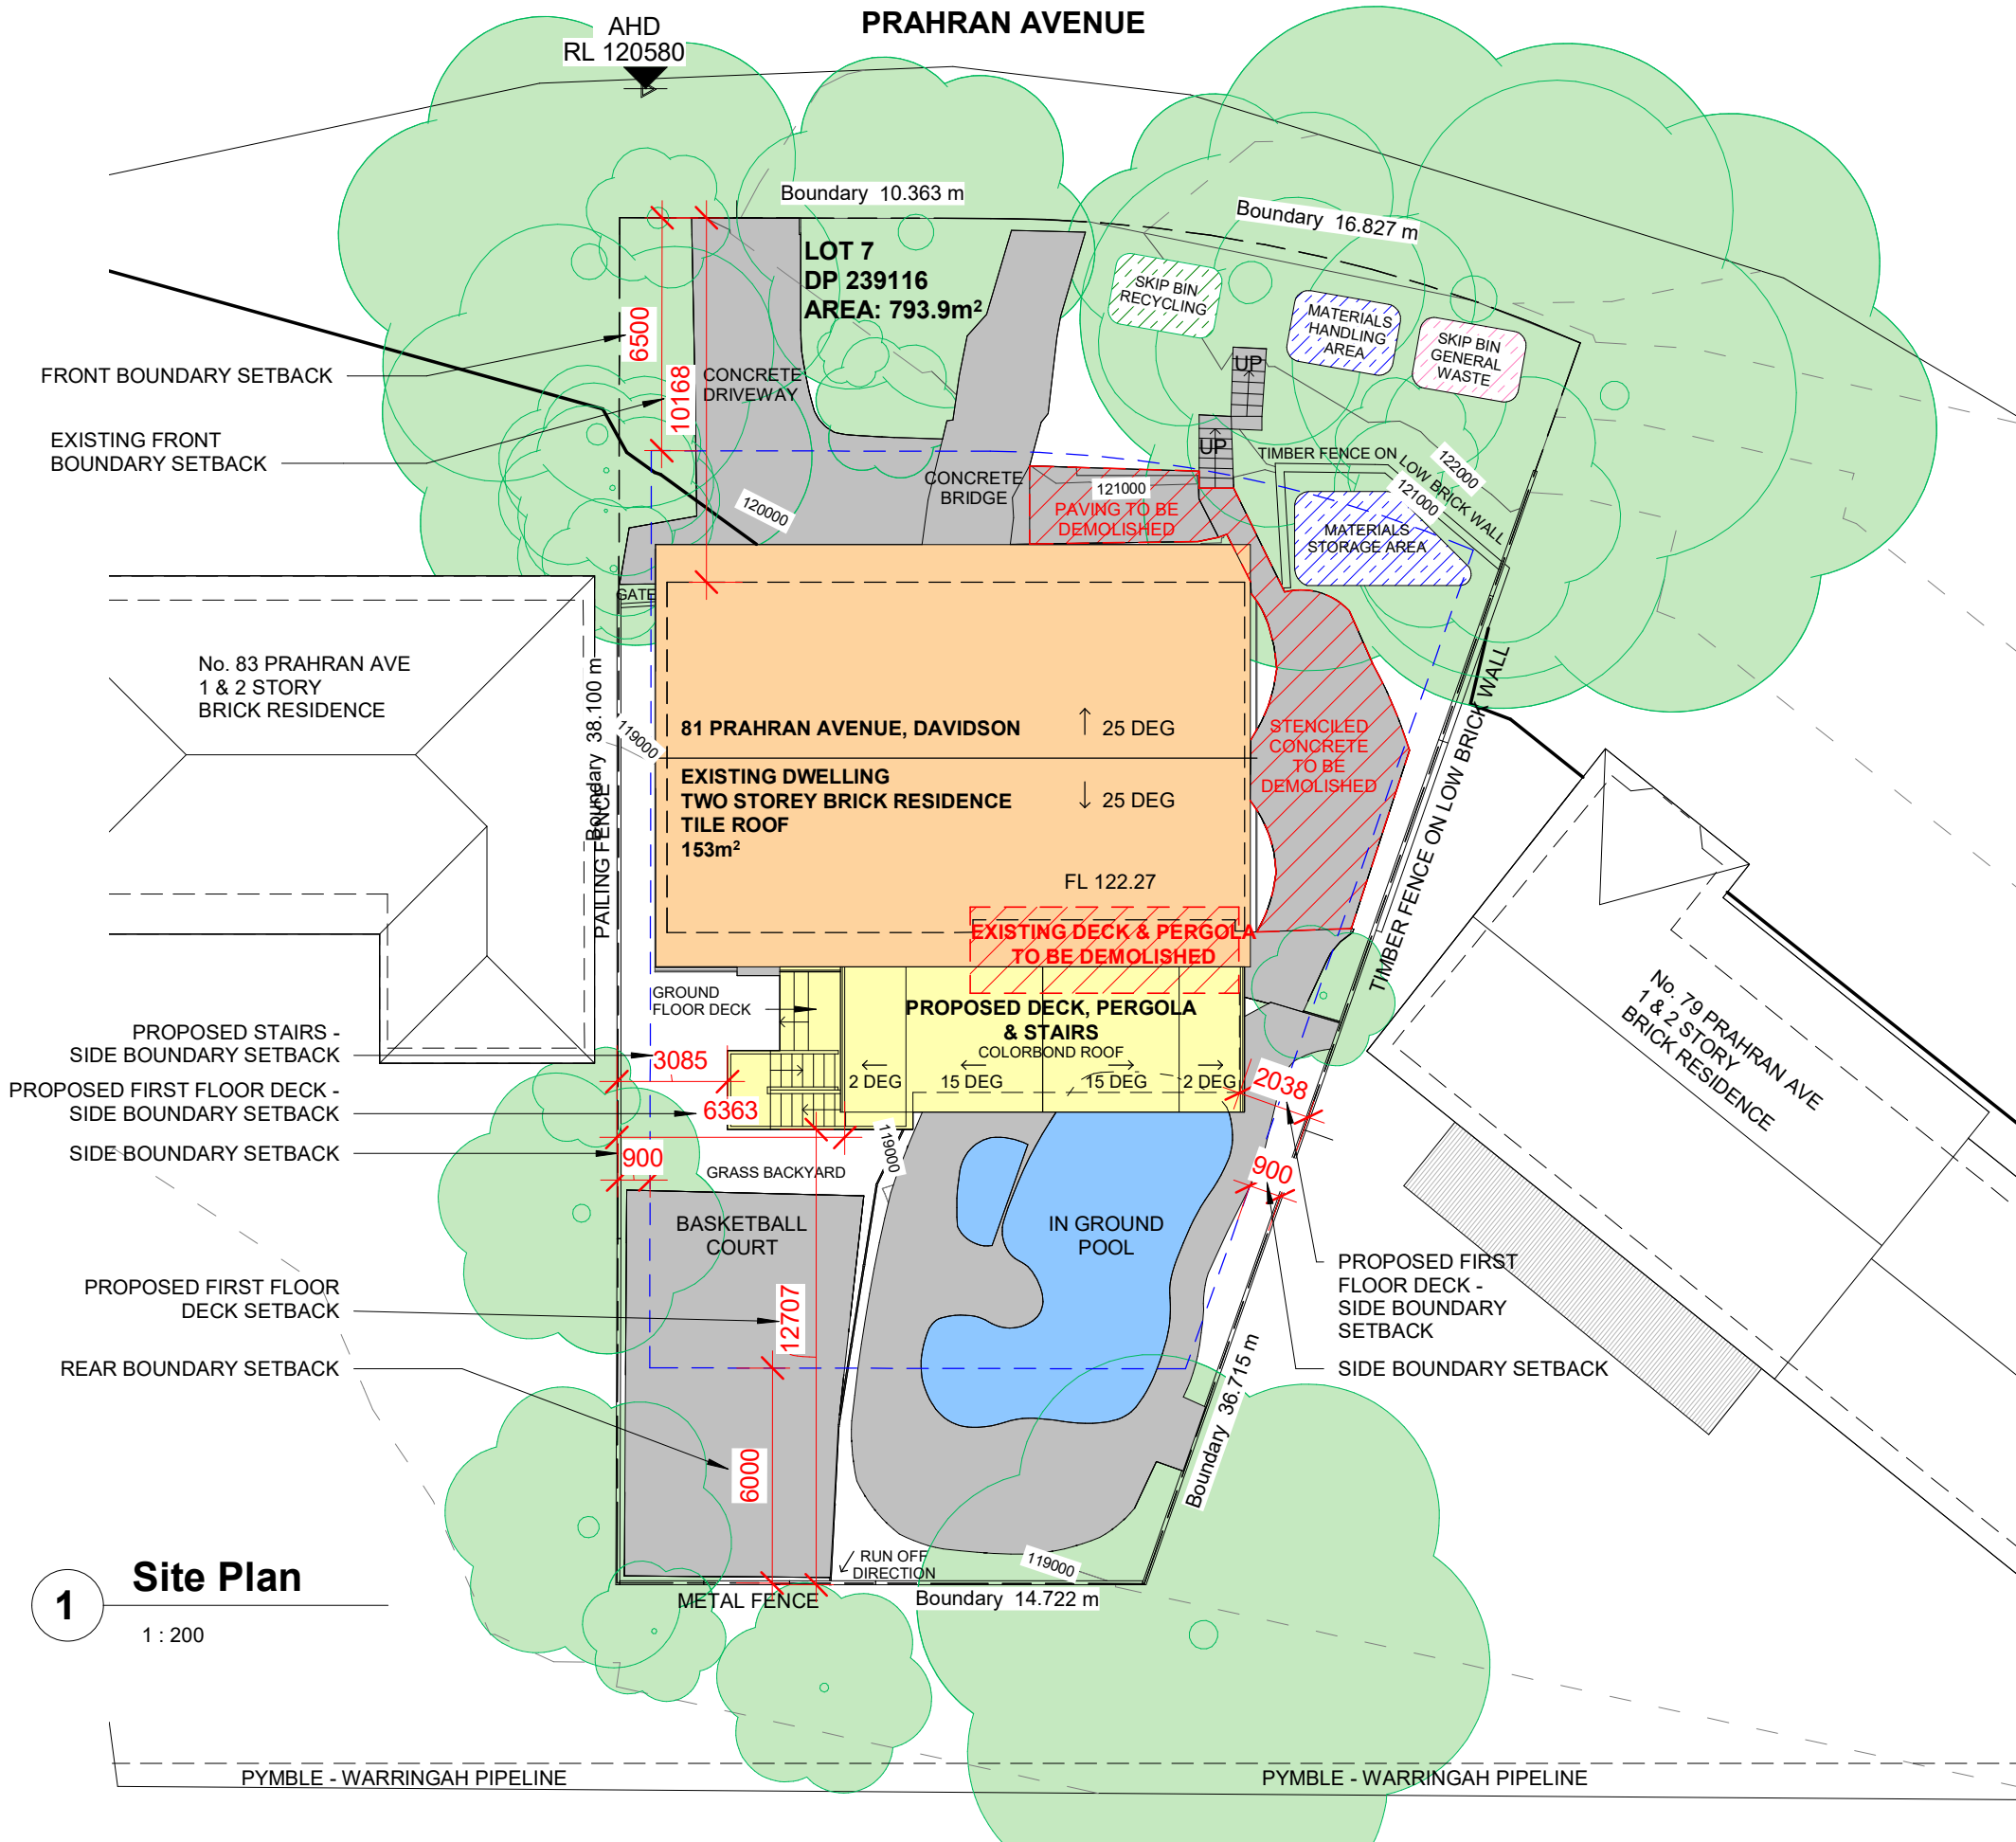 PRAHRAN AVENUE
AHD
RL 120580
Boundary 10.363 m
Boundary 16.827 m
LOT 7
DP 239116
AREA: 793.9m²
SKIP BIN
RECYCLING
MATERIALS
HANDLING
AREA
SKIP BIN
GENERAL
WASTE
6500
FRONT BOUNDARY SETBACK
10168
CONCRETE
DRIVEWAY
UP
UP
EXISTING FRONT
BOUNDARY SETBACK
TIMBER FENCE ON
LOW BRICK WALL
122000
121000
CONCRETE
BRIDGE
121000
PAVING TO BE
DEMOLISHED
120000
MATERIALS
STORAGE AREA
GATE
No. 83 PRAHRAN AVE
1 & 2 STORY
BRICK RESIDENCE
Boundary 38.100 m
PAILING FENCE
119000
81 PRAHRAN AVENUE, DAVIDSON
25 DEG
EXISTING DWELLING
TWO STOREY BRICK RESIDENCE
TILE ROOF
153m²
25 DEG
STENCILED
CONCRETE
TO BE
DEMOLISHED
TIMBER FENCE ON LOW BRICK WALL
FL 122.27
EXISTING DECK & PERGOLA
TO BE DEMOLISHED
GROUND
FLOOR DECK
PROPOSED DECK, PERGOLA
& STAIRS
COLORBOND ROOF
2 DEG
15 DEG
15 DEG
2 DEG
No. 79 PRAHRAN AVE
1 & 2 STORY
BRICK RESIDENCE
PROPOSED STAIRS -
SIDE BOUNDARY SETBACK
3085
PROPOSED FIRST FLOOR DECK -
SIDE BOUNDARY SETBACK
6363
2038
SIDE BOUNDARY SETBACK
900
GRASS BACKYARD
119000
900
BASKETBALL
COURT
IN GROUND
POOL
PROPOSED FIRST
FLOOR DECK -
SIDE BOUNDARY
SETBACK
PROPOSED FIRST FLOOR
DECK SETBACK
12707
REAR BOUNDARY SETBACK
SIDE BOUNDARY SETBACK
Boundary 36.715 m
6000
RUN OFF
DIRECTION
119000
METAL FENCE
Boundary 14.722 m
1
Site Plan
1 : 200
PYMBLE - WARRINGAH PIPELINE
PYMBLE - WARRINGAH PIPELINE